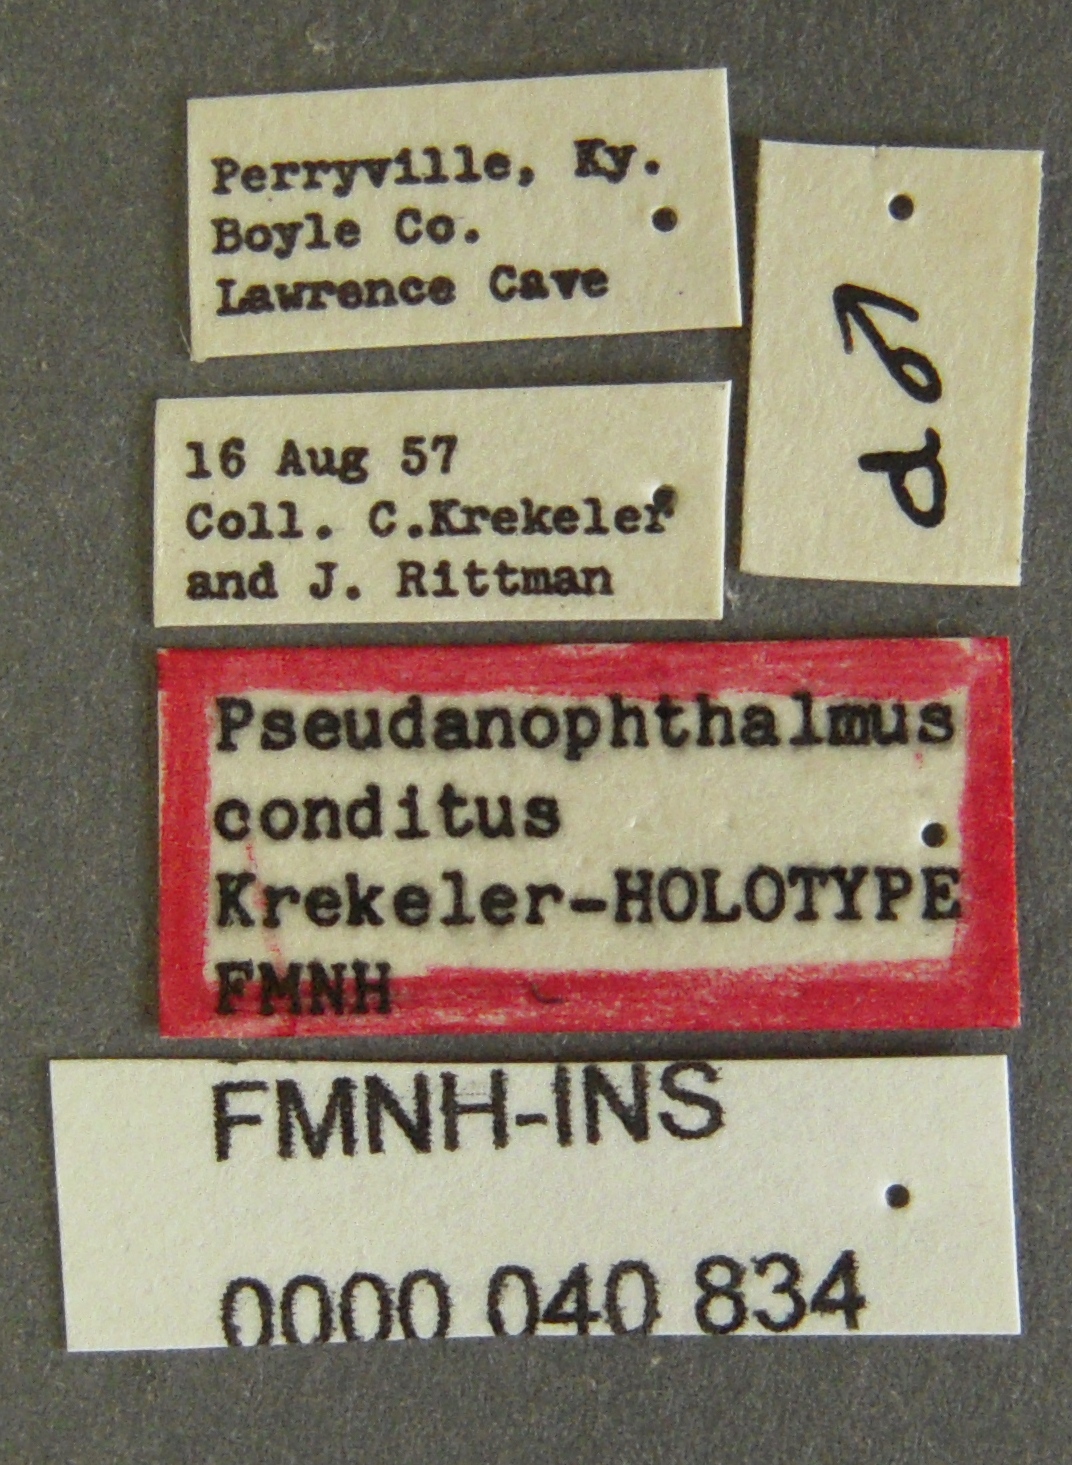 Perryville, Ky.
Boyle Co.
Lawrence Cave
♂ P
16 Aug 57
Coll. C.Krekeler
and J. Rittman
Pseudanophthalmus
conditus
Krekeler-HOLOTYPE
FMNH
FMNH-INS
0000 040 834